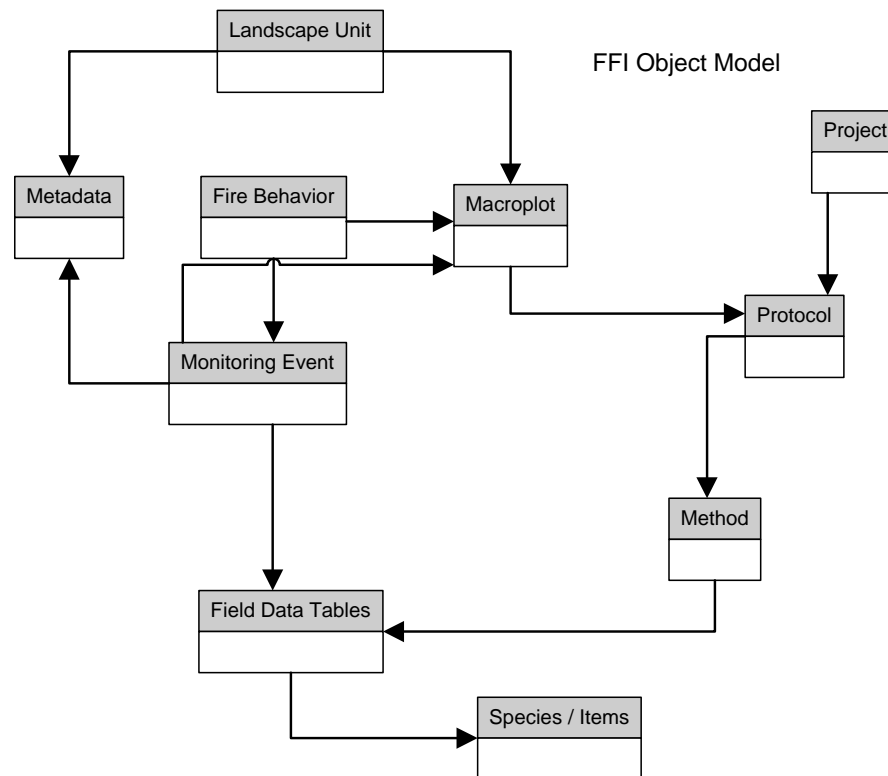 Landscape Unit
FFI Object Model
Project
Metadata
Fire Behavior
Macroplot
Protocol
Monitoring Event
Method
Field Data Tables
Species / Items